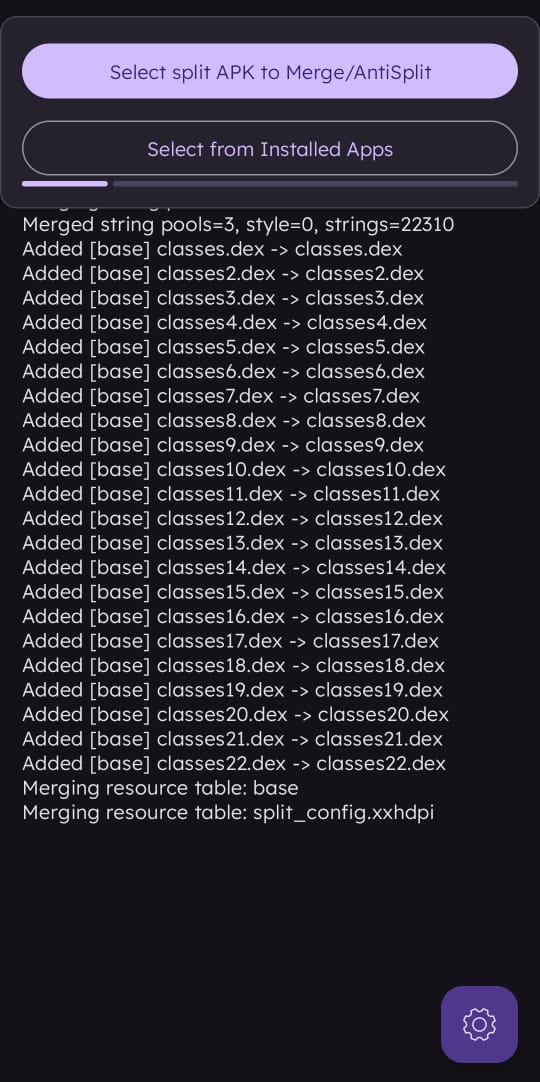 Select split APK to Merge/AntiSplit
Select from Installed Apps
Merged string pools=3, style=0, strings=22310
Added [base] classes.dex -> classes.dex
Added [base] classes2.dex -> classes2.dex
Added [base] classes3.dex -> classes3.dex
Added [base] classes4.dex -> classes4.dex
Added [base] classes5.dex -> classes5.dex
Added [base] classes6.dex -> classes6.dex
Added [base] classes7.dex -> classes7.dex
Added [base] classes8.dex -> classes8.dex
Added [base] classes9.dex -> classes9.dex
Added [base] classes10.dex -> classes10.dex
Added [base] classes11.dex -> classes11.dex
Added [base] classes12.dex -> classes12.dex
Added [base] classes13.dex -> classes13.dex
Added [base] classes14.dex -> classes14.dex
Added [base] classes15.dex -> classes15.dex
Added [base] classes16.dex -> classes16.dex
Added [base] classes17.dex -> classes17.dex
Added [base] classes18.dex -> classes18.dex
Added [base] classes19.dex -> classes19.dex
Added [base] classes20.dex -> classes20.dex
Added [base] classes21.dex -> classes21.dex
Added [base] classes22.dex -> classes22.dex
Merging resource table: base
Merging resource table: split_config.xxhdpi